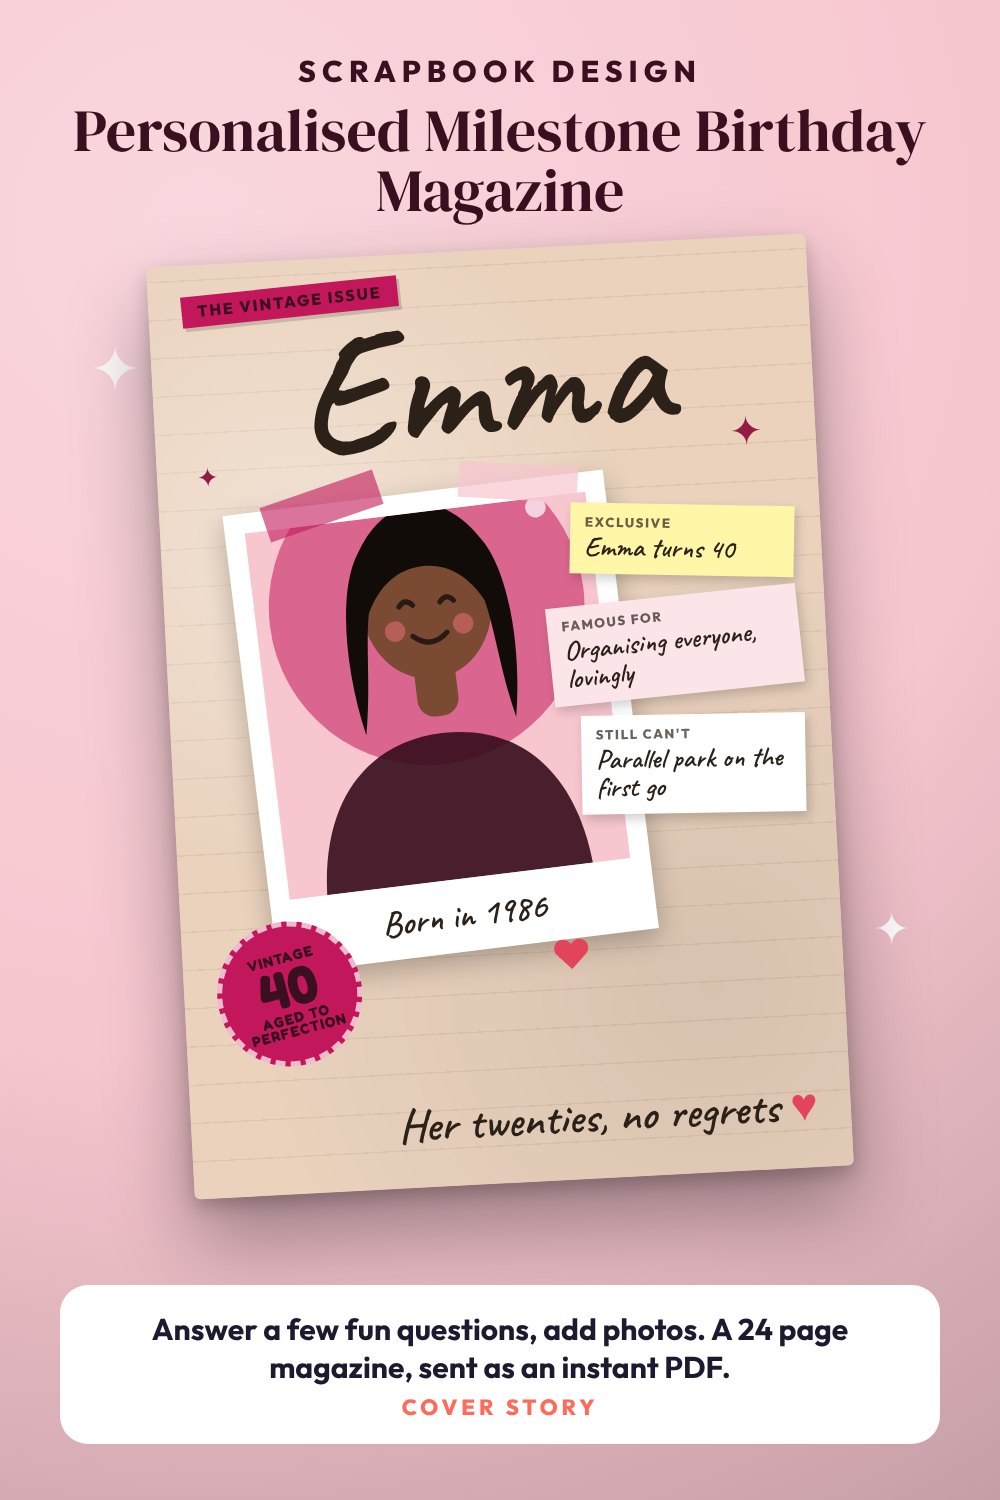 SCRAPBOOK DESIGN
Personalised Milestone Birthday
Magazine
THE VINTAGE ISSUE
Emma
EXCLUSIVE
Emma turns 40
FAMOUS FOR
Organising everyone,
lovingly
STILL CAN'T
Parallel park on the
first go
Born in 1986
VINTAGE
40
AGED TO
PERFECTION
Her twenties, no regrets ♥
Answer a few fun questions, add photos. A 24 page
magazine, sent as an instant PDF.
COVER STORY